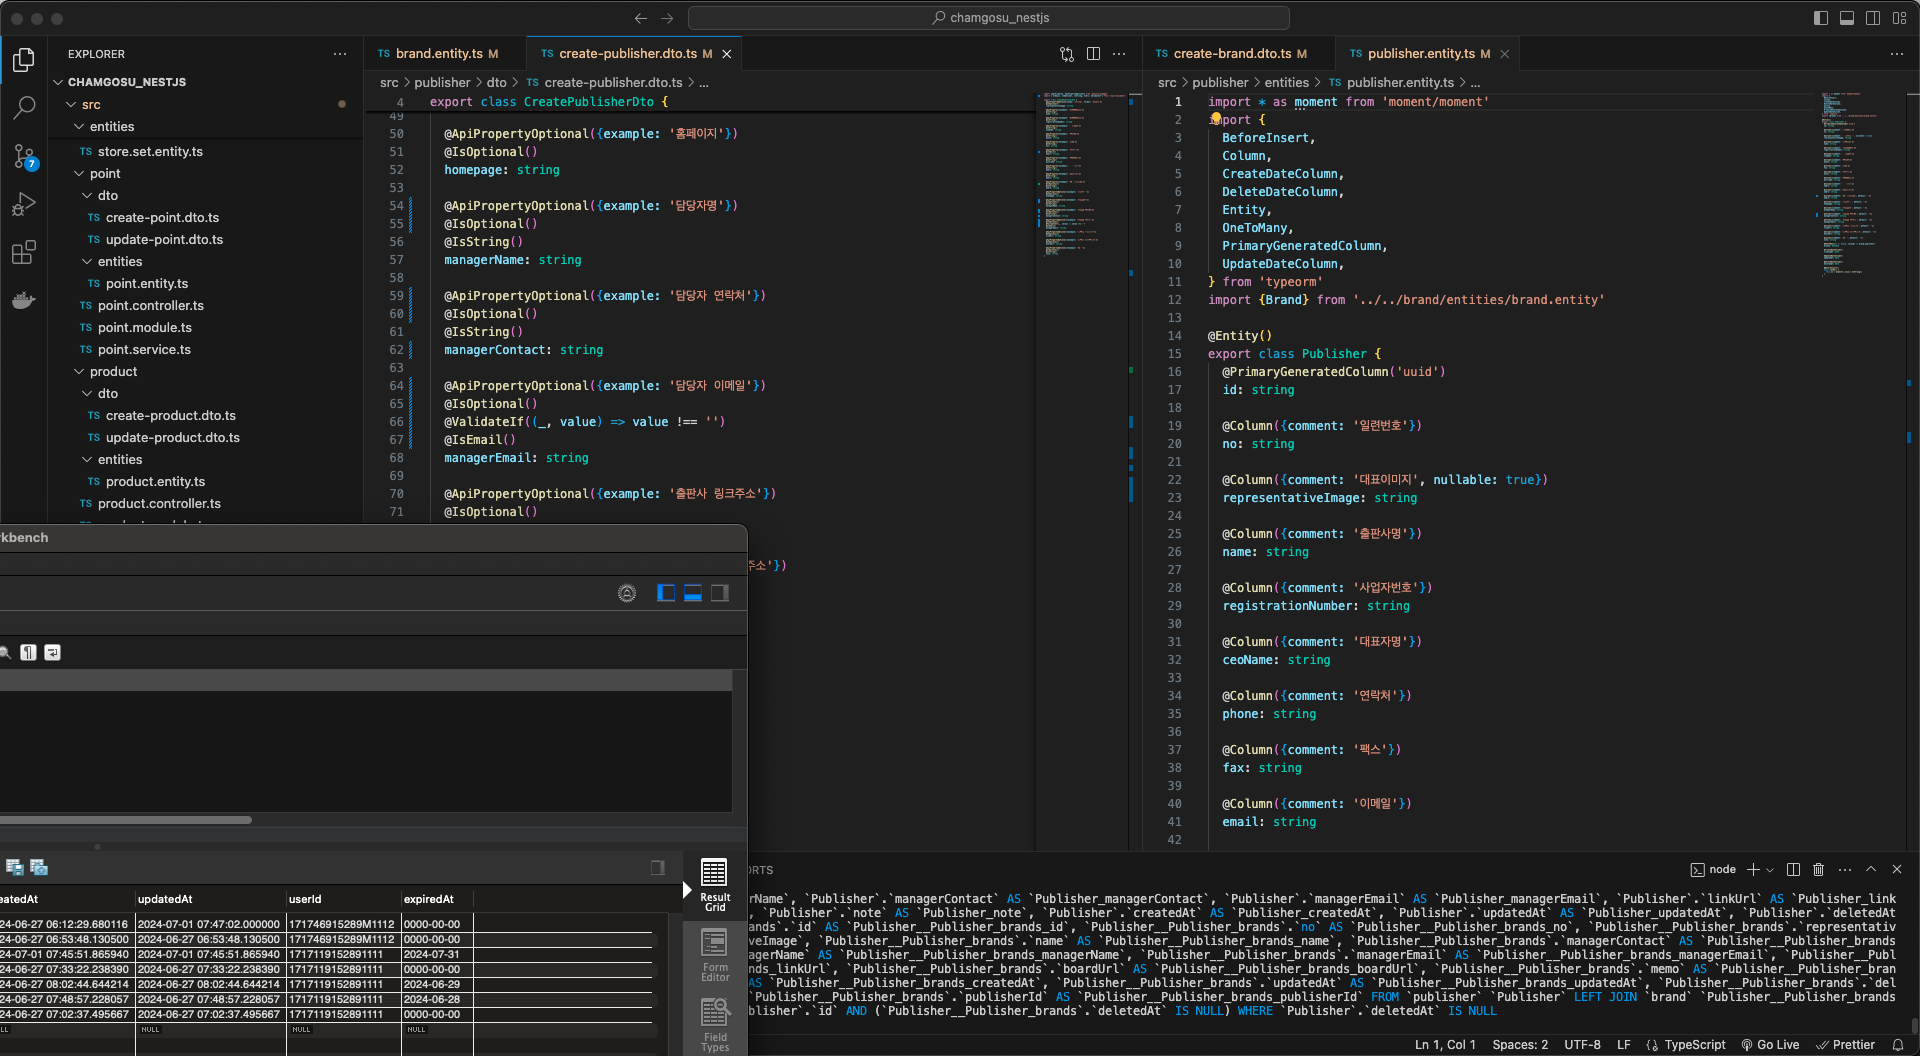 chamgosu_nestjs
EXPLORER
CHAMGOSU_NESTJS
src
entities
TS store.set.entity.ts
point
dto
TS create-point.dto.ts
TS update-point.dto.ts
entities
TS point.entity.ts
TS point.controller.ts
TS point.module.ts
TS point.service.ts
product
dto
TS create-product.dto.ts
TS update-product.dto.ts
entities
TS product.entity.ts
TS product.controller.ts
7
TS brand.entity.ts M
TS create-publisher.dto.ts M
src > publisher > dto > TS create-publisher.dto.ts > ...
4 export class CreatePublisherDto {
49
50 @ApiPropertyOptional({example: '홈페이지'})
51 @IsOptional()
52 homepage: string
53
54 @ApiPropertyOptional({example: '담당자명'})
55 @IsOptional()
56 @IsString()
57 managerName: string
58
59 @ApiPropertyOptional({example: '담당자 연락처'})
60 @IsOptional()
61 @IsString()
62 managerContact: string
63
64 @ApiPropertyOptional({example: '담당자 이메일'})
65 @IsOptional()
66 @ValidateIf((_, value) => value !== '')
67 @IsEmail()
68 managerEmail: string
69
70 @ApiPropertyOptional({example: '출판사 링크주소'})
71 @IsOptional()
주소'})
TS create-brand.dto.ts M
TS publisher.entity.ts M
src > publisher > entities > TS publisher.entity.ts > ...
1 import * as moment from 'moment/moment'
2 import {
3 BeforeInsert,
4 Column,
5 CreateDateColumn,
6 DeleteDateColumn,
7 Entity,
8 OneToMany,
9 PrimaryGeneratedColumn,
10 UpdateDateColumn,
11 } from 'typeorm'
12 import {Brand} from '../../brand/entities/brand.entity'
13
14 @Entity()
15 export class Publisher {
16 @PrimaryGeneratedColumn('uuid')
17 id: string
18
19 @Column({comment: '일련번호'})
20 no: string
21
22 @Column({comment: '대표이미지', nullable: true})
23 representativeImage: string
24
25 @Column({comment: '출판사명'})
26 name: string
27
28 @Column({comment: '사업자번호'})
29 registrationNumber: string
30
31 @Column({comment: '대표자명'})
32 ceoName: string
33
34 @Column({comment: '연락처'})
35 phone: string
36
37 @Column({comment: '팩스'})
38 fax: string
39
40 @Column({comment: '이메일'})
41 email: string
42
rkbench
Result Grid
Form Editor
Field Types
eatedAt updatedAt userId expiredAt
24-06-27 06:12:29.680116 2024-07-01 07:47:02.000000 171746915289M1112 0000-00-00
24-06-27 06:53:48.130500 2024-06-27 06:53:48.130500 171746915289M1112 0000-00-00
24-07-01 07:45:51.865940 2024-07-01 07:45:51.865940 1717119152891111 2024-07-31
24-06-27 07:33:22.238390 2024-06-27 07:33:22.238390 1717119152891111 0000-00-00
24-06-27 08:02:44.644214 2024-06-27 08:02:44.644214 1717119152891111 2024-06-29
24-06-27 07:48:57.228057 2024-06-27 07:48:57.228057 1717119152891111 2024-06-28
24-06-27 07:02:37.495667 2024-06-27 07:02:37.495667 1717119152891111 0000-00-00
LL NULL NULL NULL
ORTS
node
erName`, `Publisher`.`managerContact` AS `Publisher_managerContact`, `Publisher`.`managerEmail` AS `Publisher_managerEmail`, `Publisher`.`linkUrl` AS `Publisher_link
, `Publisher`.`note` AS `Publisher_note`, `Publisher`.`createdAt` AS `Publisher_createdAt`, `Publisher`.`updatedAt` AS `Publisher_updatedAt`, `Publisher`.`deletedAt
ands`.`id` AS `Publisher__Publisher_brands_id`, `Publisher__Publisher_brands`.`no` AS `Publisher__Publisher_brands_no`, `Publisher__Publisher_brands`.`representativ
veImage`, `Publisher__Publisher_brands`.`name` AS `Publisher__Publisher_brands_name`, `Publisher__Publisher_brands`.`managerContact` AS `Publisher__Publisher_brands
agerName` AS `Publisher__Publisher_brands_managerName`, `Publisher__Publisher_brands`.`managerEmail` AS `Publisher__Publisher_brands_managerEmail`, `Publisher__Publ
nds_linkUrl`, `Publisher__Publisher_brands`.`boardUrl` AS `Publisher__Publisher_brands_boardUrl`, `Publisher__Publisher_brands`.`memo` AS `Publisher__Publisher_bran
AS `Publisher__Publisher_brands_createdAt`, `Publisher__Publisher_brands`.`updatedAt` AS `Publisher__Publisher_brands_updatedAt`, `Publisher__Publisher_brands`.`del
`Publisher__Publisher_brands`.`publisherId` AS `Publisher__Publisher_brands_publisherId` FROM `publisher` `Publisher` LEFT JOIN `brand` `Publisher__Publisher_brands
blisher`.`id` AND (`Publisher__Publisher_brands`.`deletedAt` IS NULL) WHERE `Publisher`.`deletedAt` IS NULL
Ln 1, Col 1 Spaces: 2 UTF-8 LF {} TypeScript Go Live Prettier